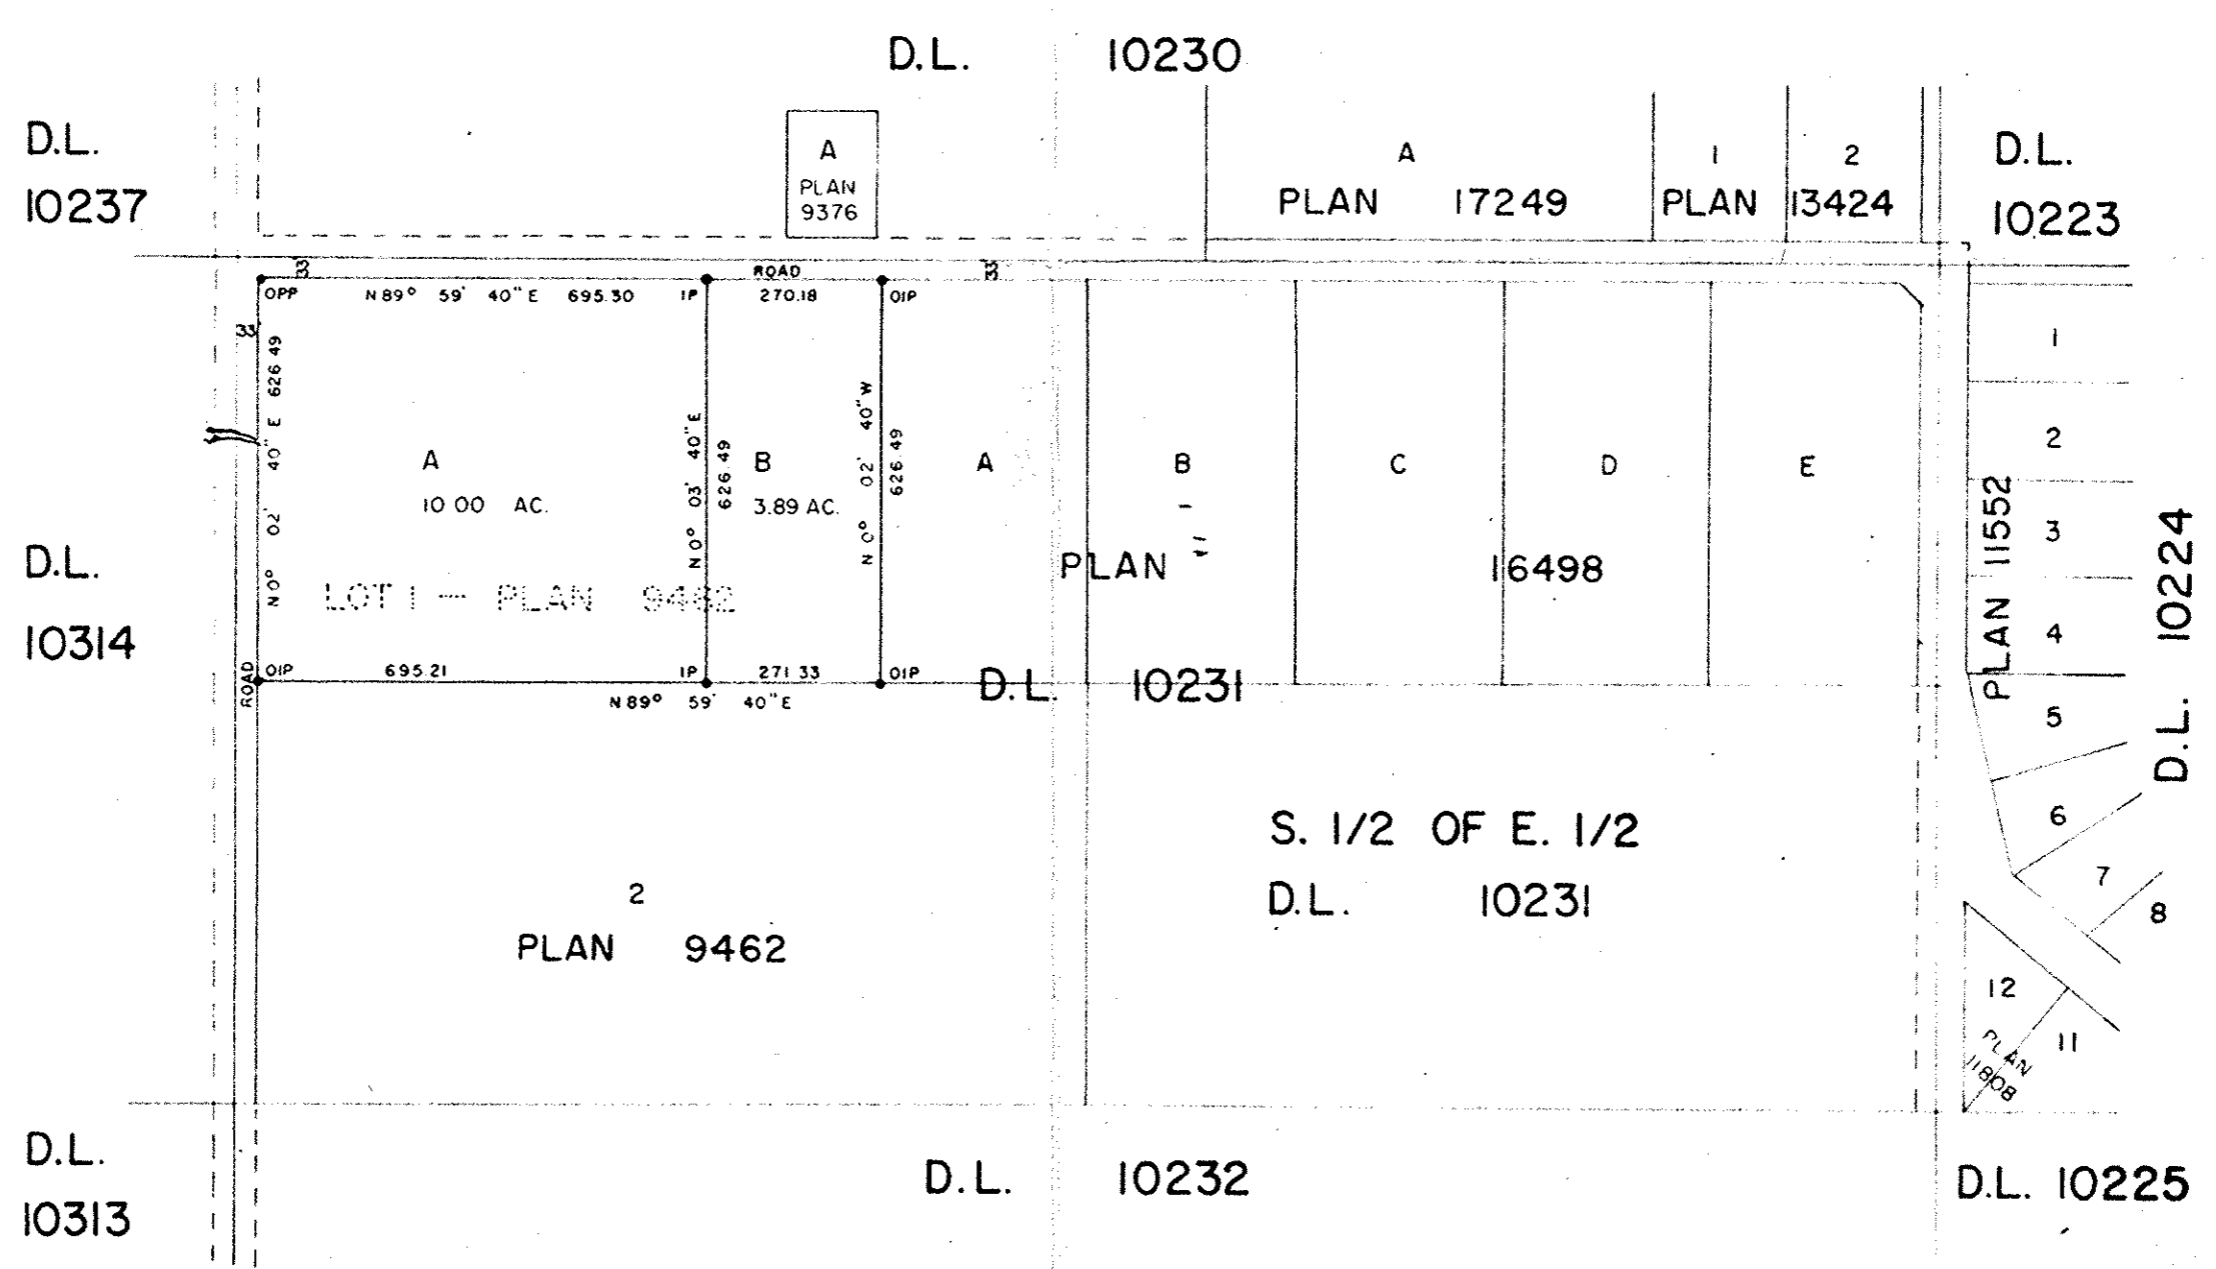 D.L. 10230
D.L.
10237
A
PLAN
9376
A
PLAN 17249
1 2
PLAN 13424
D.L.
10223
33
ROAD
33
OPP N 89° 59' 40" E 695.30 IP 270.18 OIP
33
N 0° 02' 40" E 626.49
A
10.00 AC.
N 0° 03' 40" E
626.49
B
3.89 AC.
N 0° 02' 40" W
626.49
A B C D E
PLAN 16498
LOT 1 — PLAN 9462
D.L.
10314
ROAD
OIP 695.21 IP 271.33 OIP
N 89° 59' 40" E
D.L. 10231
1
2
3
4
5
6
7
8
PLAN 11552
D.L. 10224
S. 1/2 OF E. 1/2
D.L. 10231
2
PLAN 9462
12
11
PLAN
11808
D.L.
10313
D.L. 10232
D.L. 10225